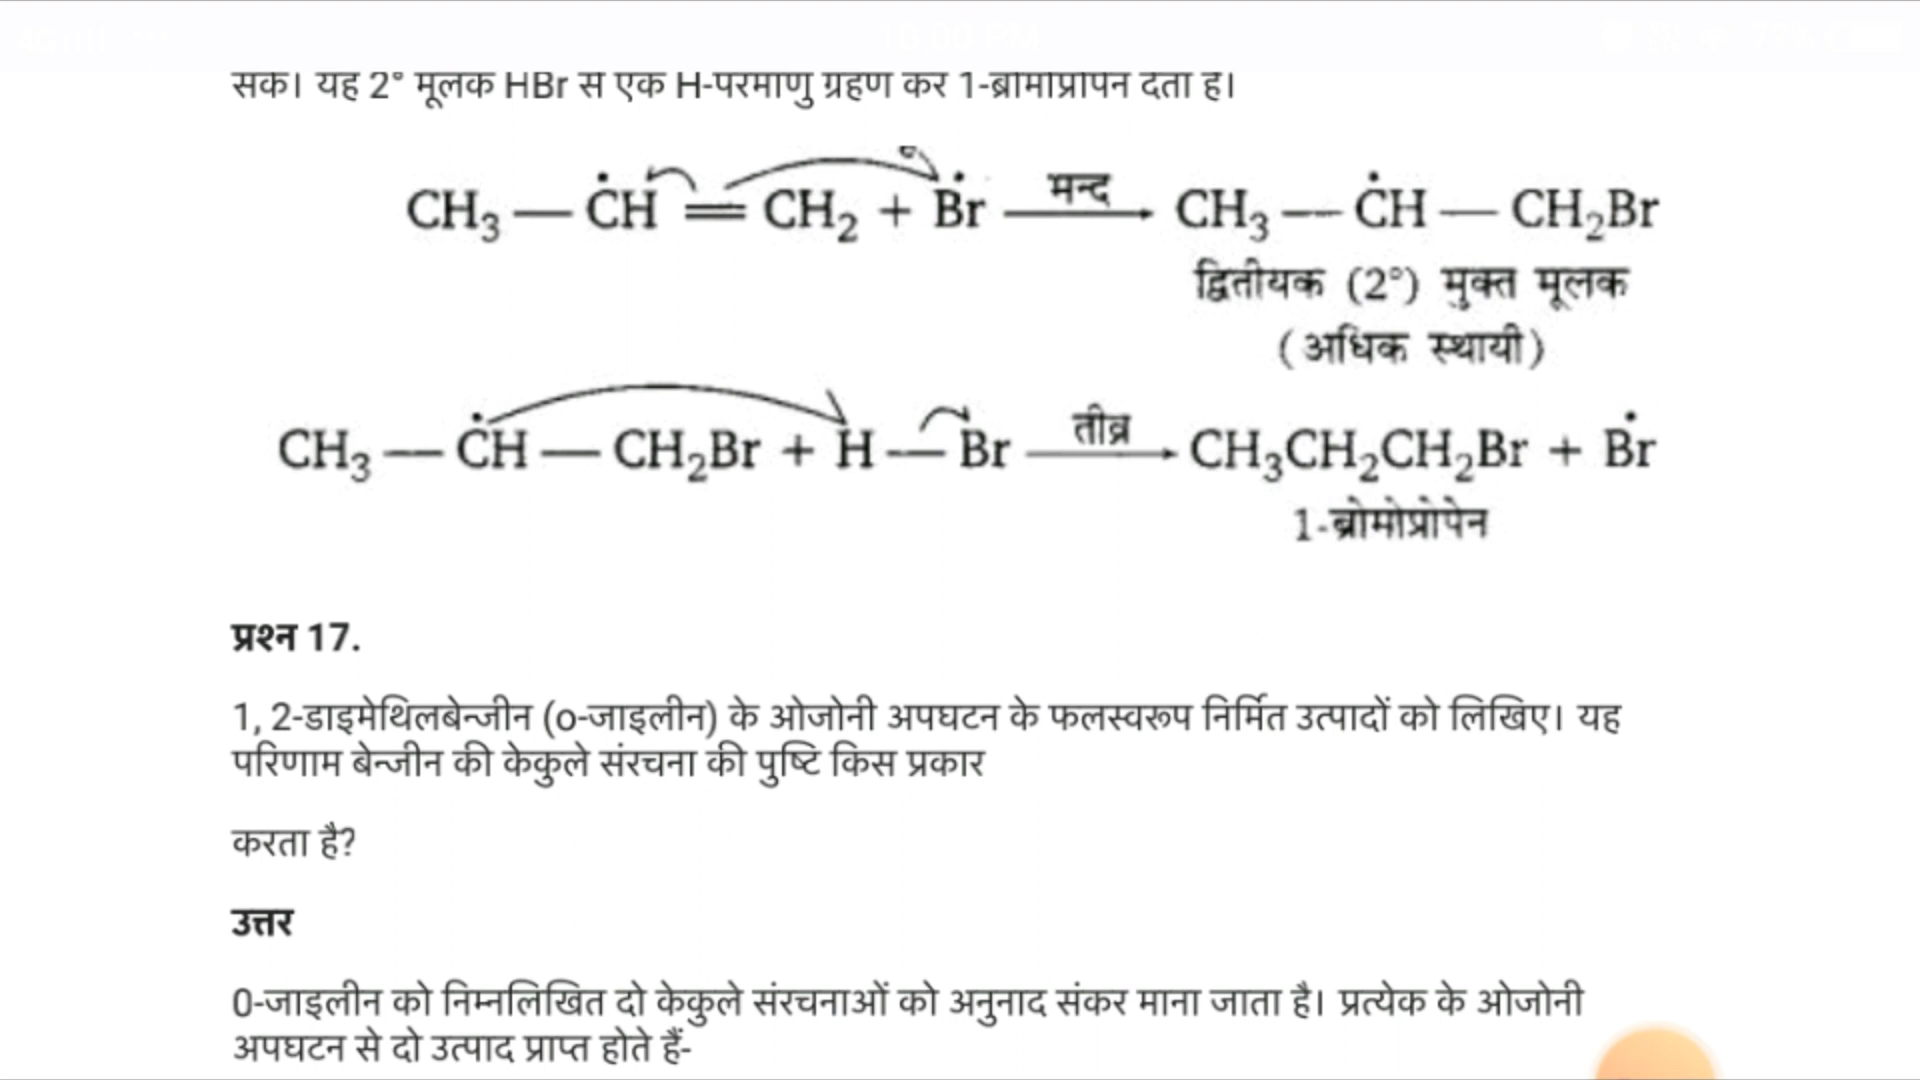 सक। यह 2° मूलक HBr से एक H-परमाणु ग्रहण कर 1-ब्रोमोप्रोपेन देता है।
CH₃ — ĊH = CH₂ + Ḃr मन्द → CH₃ — ĊH — CH₂Br
द्वितीयक (2°) मुक्त मूलक
(अधिक स्थायी)
CH₃ — ĊH — CH₂Br + H — Br तीव्र → CH₃CH₂CH₂Br + Ḃr
1-ब्रोमोप्रोपेन
प्रश्न 17.
1, 2-डाइमेथिलबेन्जीन (o-जाइलीन) के ओजोनी अपघटन के फलस्वरूप निर्मित उत्पादों को लिखिए। यह
परिणाम बेन्जीन की केकुले संरचना की पुष्टि किस प्रकार
करता है?
उत्तर
0-जाइलीन को निम्नलिखित दो केकुले संरचनाओं को अनुनाद संकर माना जाता है। प्रत्येक के ओजोनी
अपघटन से दो उत्पाद प्राप्त होते हैं-